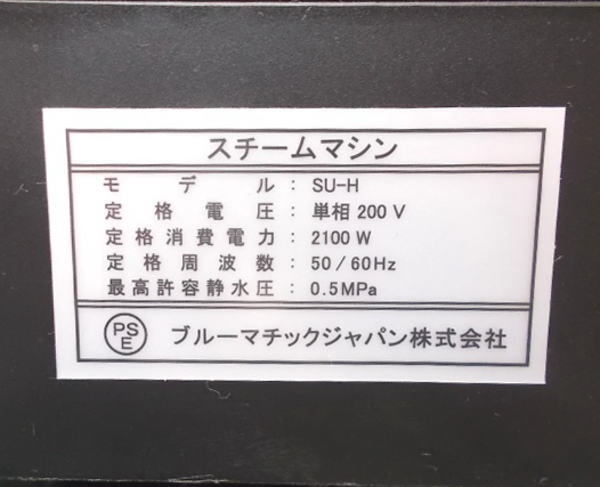 スチームマシン
モデル : SU-H
定格電圧 : 単相 200 V
定格消費電力 : 2100 W
定格周波数 : 50 / 60Hz
最高許容静水圧 : 0.5MPa
PS
E
ブルーマチックジャパン株式会社